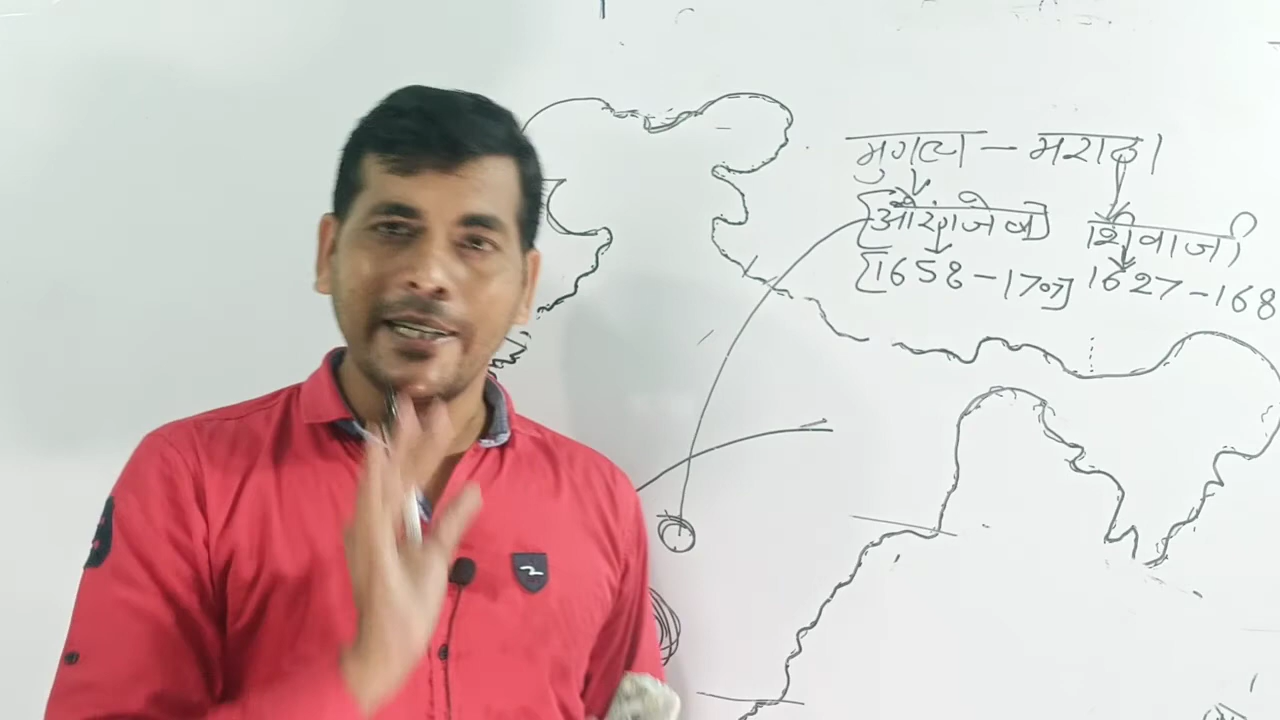 मुगल – मराठा
{औरंगजेब} शिवाजी
{1658-1707} 1627-168